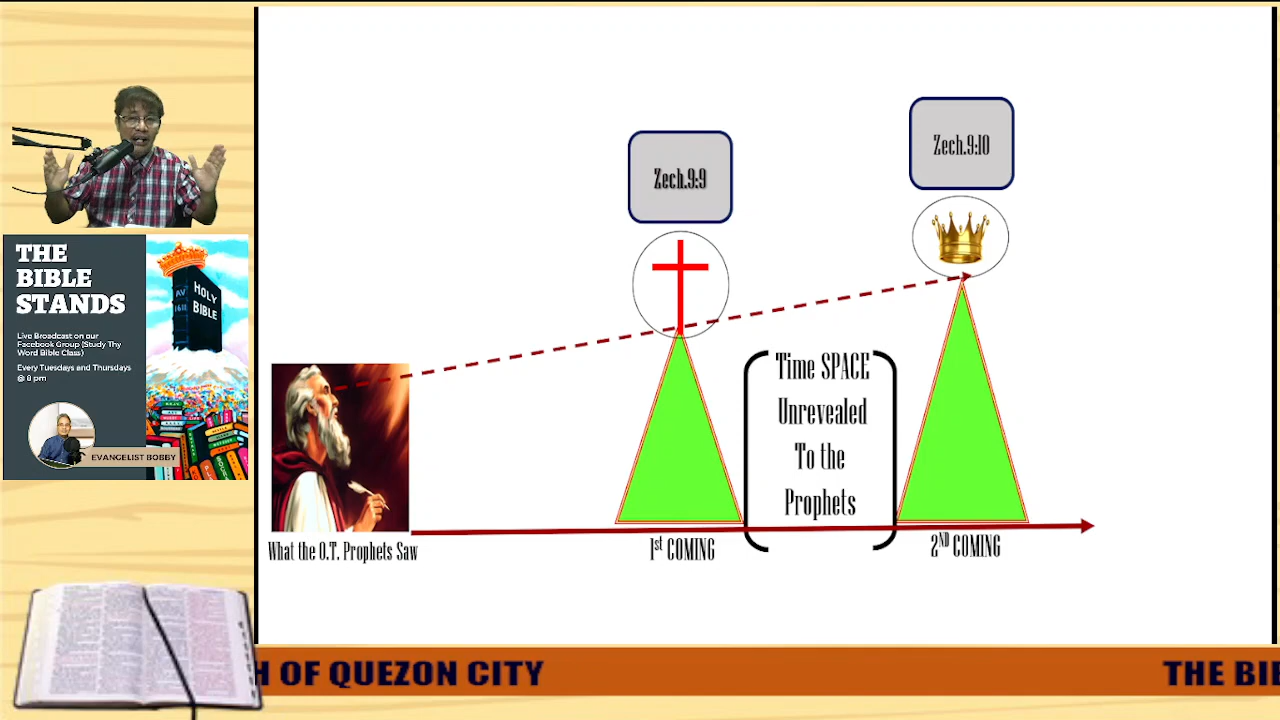 Zech.9:10
Zech.9:9
Time SPACE
Unrevealed
To the
Prophets
What the O.T. Prophets Saw
1st COMING
2ND COMING
THE
BIBLE
STANDS
Live Broadcast on our
Facebook Group (Study Thy
Word Bible Class)
Every Tuesdays and Thursdays
@ 8 pm
EVANGELIST BOBBY
AV
1611
HOLY
BIBLE
H OF QUEZON CITY
THE BIB